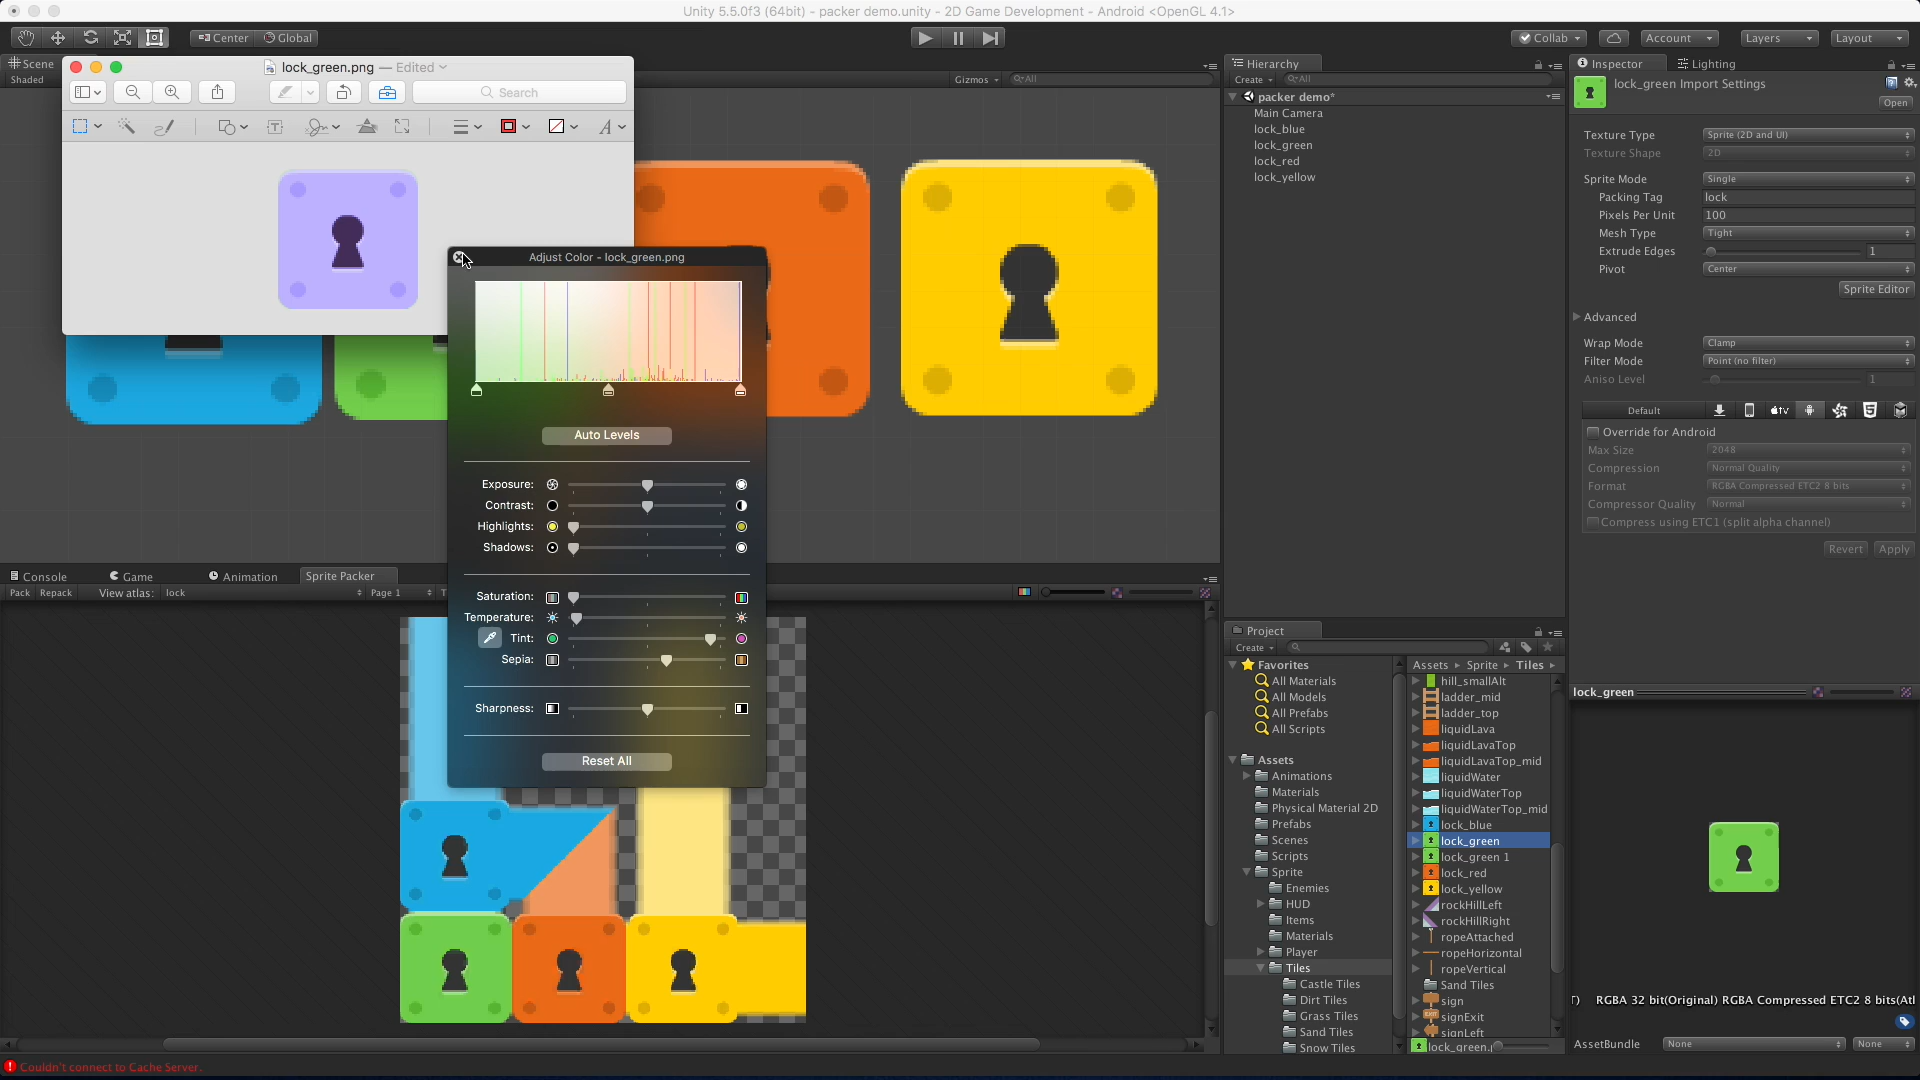 Unity 5.5.0f3 (64bit) - packer demo.unity - 2D Game Development - Android <OpenGL 4.1>
Center
Global
Collab
Account
Layers
Layout
Scene
Shaded
Gizmos
All
lock_green.png — Edited
Search
Adjust Color - lock_green.png
Auto Levels
Exposure:
Contrast:
Highlights:
Shadows:
Saturation:
Temperature:
Tint:
Sepia:
Sharpness:
Reset All
Console
Game
Animation
Sprite Packer
Pack
Repack
View atlas:
lock
Page 1
Couldn't connect to Cache Server.
Hierarchy
Create
All
packer demo*
Main Camera
lock_blue
lock_green
lock_red
lock_yellow
Project
Create
Favorites
All Materials
All Models
All Prefabs
All Scripts
Assets
Animations
Materials
Physical Material 2D
Prefabs
Scenes
Scripts
Sprite
Enemies
HUD
Items
Materials
Player
Tiles
Castle Tiles
Dirt Tiles
Grass Tiles
Sand Tiles
Snow Tiles
Assets
Sprite
Tiles
hill_smallAlt
ladder_mid
ladder_top
liquidLava
liquidLavaTop
liquidLavaTop_mid
liquidWater
liquidWaterTop
liquidWaterTop_mid
lock_blue
lock_green
lock_green 1
lock_red
lock_yellow
rockHillLeft
rockHillRight
ropeAttached
ropeHorizontal
ropeVertical
Sand Tiles
sign
signExit
signLeft
lock_green.
Inspector
Lighting
lock_green Import Settings
Open
Texture Type
Sprite (2D and UI)
Texture Shape
2D
Sprite Mode
Single
Packing Tag
lock
Pixels Per Unit
100
Mesh Type
Tight
Extrude Edges
1
Pivot
Center
Sprite Editor
Advanced
Wrap Mode
Clamp
Filter Mode
Point (no filter)
Aniso Level
1
Default
tv
Override for Android
Max Size
2048
Compression
Normal Quality
Format
RGBA Compressed ETC2 8 bits
Compressor Quality
Normal
Compress using ETC1 (split alpha channel)
Revert
Apply
lock_green
RGBA 32 bit(Original) RGBA Compressed ETC2 8 bits(Atl
AssetBundle
None
None